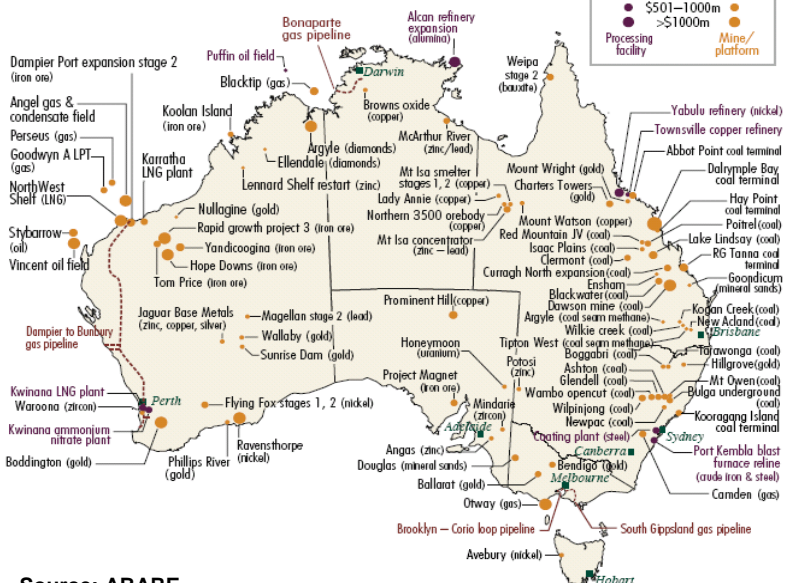 $501–1000m
>$1000m
Processing
facility
Mine/
platform
Bonaparte
gas pipeline
Alcan refinery
expansion
(alumina)
Puffin oil field
Dampier Port expansion stage 2
(iron ore)
Blacktip (gas)
Darwin
Weipa
stage 2
(bauxite)
Angel gas &
condensate field
Koolan Island
(iron ore)
Browns oxide
(copper)
Yabulu refinery (nickel)
Townsville copper refinery
Perseus (gas)
Argyle (diamonds)
McArthur River
(zinc/lead)
Abbot Point coal terminal
Goodwyn A LPT
(gas)
Karratha
LNG plant
Ellendale (diamonds)
Mt Isa smelter
stages 1, 2 (copper)
Mount Wright (gold)
Charters Towers
(gold)
Dalrymple Bay
coal terminal
NorthWest
Shelf (LNG)
Lennard Shelf restart (zinc)
Lady Annie (copper)
Hay Point
coal terminal
Nullagine (gold)
Northern 3500 orebody
(copper)
Mount Watson (copper)
Poitrel (coal)
Stybarrow
(oil)
Rapid growth project 3 (iron ore)
Red Mountain JV (coal)
Lake Lindsay (coal)
Yandicoogina (iron ore)
Mt Isa concentrator
(zinc – lead)
Isaac Plains (coal)
RG Tanna coal
terminal
Vincent oil field
Hope Downs (iron ore)
Clermont (coal)
Curragh North expansion(coal)
Goondicum
(mineral sands)
Tom Price (iron ore)
Ensham
Blackwater(coal)
Prominent Hill(copper)
Dawson mine (coal)
Jaguar Base Metals
(zinc, copper, silver)
Magellan stage 2 (lead)
Argyle (coal seam methane)
Kogan Creek (coal)
New Acland(coal)
Dampier to Bunbury
gas pipeline
Wallaby (gold)
Wilkie creek (coal)
Brisbane
Honeymoon
(uranium)
Tipton West (coal seam methane)
Sunrise Dam (gold)
Boggabri (coal)
Tarawonga (coal)
Potosi
(zinc)
Ashton (coal)
Hillgrove(gold)
Project Magnet
(iron ore)
Glendell (coal)
Mt Owen(coal)
Kwinana LNG plant
Perth
Flying Fox stages 1, 2 (nickel)
Mindarie
(zircon)
Wambo opencut (coal)
Bulga underground
(coal)
Waroona (zircon)
Wilpinjong (coal)
Kooragang Island
coal terminal
Newpac (coal)
Kwinana ammonium
nitrate plant
Adelaide
Coating plant (steel)
Sydney
Ravensthorpe
(nickel)
Angas (zinc)
Canberra
Port Kembla blast
furnace reline
(crude iron & steel)
Boddington (gold)
Phillips River
(gold)
Douglas (mineral sands)
Bendigo (gold)
Ballarat (gold)
Melbourne
Camden (gas)
Otway (gas)
Brooklyn – Corio loop pipeline
South Gippsland gas pipeline
Avebury (nickel)
Hobart
Source: ABARE